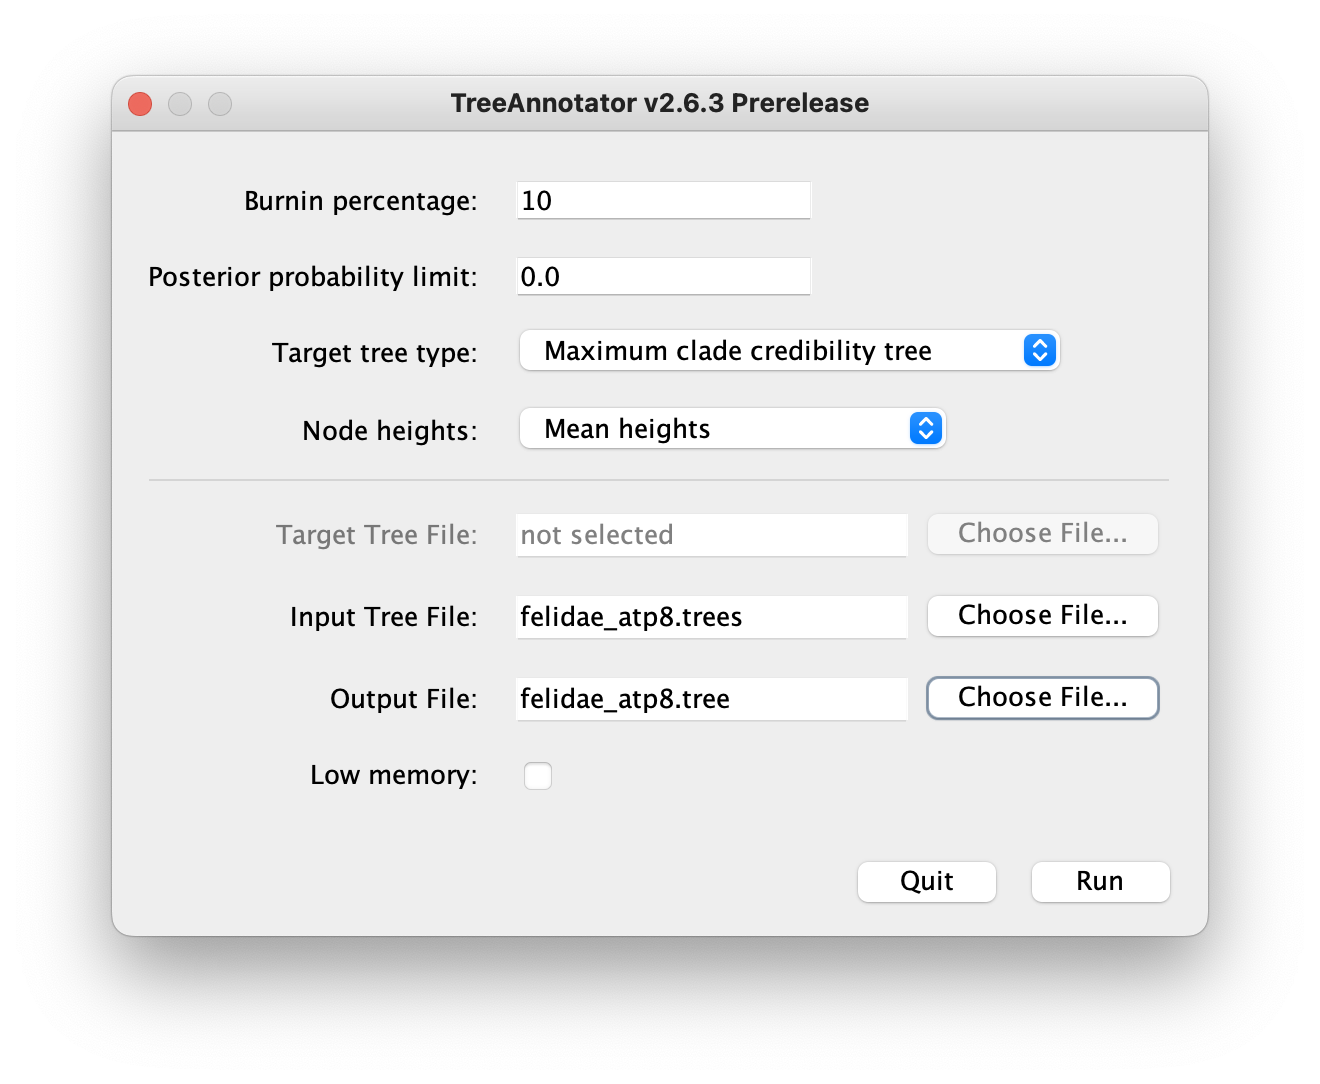 TreeAnnotator v2.6.3 Prerelease
Burnin percentage: 10
Posterior probability limit: 0.0
Target tree type: Maximum clade credibility tree
Node heights: Mean heights
Target Tree File: not selected Choose File...
Input Tree File: felidae_atp8.trees Choose File...
Output File: felidae_atp8.tree Choose File...
Low memory:
Quit Run